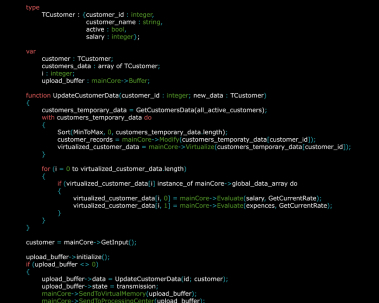 type
TCustomer : {customer_id : integer,
customer_name : string,
active : bool,
salary : integer};
var
customer : TCustomer;
customers_data : array of TCustomer;
i : integer;
upload_buffer : mainCore->Buffer;
function UpdateCustomerData(customer_id : integer; new_data : TCustomer)
{
customers_temporary_data = GetCustomersData(all_active_customers);
with customers_temporary_data do
{
Sort(MinToMax, 0, customers_temporary_data.length);
customer_records = mainCore->Modify(customers_temporaty_data[customer_id]);
virtualized_customer_data = mainCore->Virtualize(customers_temporaty_data[customer_id]);
}
for (i = 0 to virtualized_customer_data.length)
{
if (virtualized_customer_data[i] instance_of mainCore->global_data_array do
{
virtualized_customer_data[i, 0] = mainCore->Evaluate(salary, GetCurrentRate);
virtualized_customer_data[i, 1] = mainCore->Evaluate(expences, GetCurrentRate);
}
}
}
customer = mainCore->GetInput();
upload_buffer->initialize();
if (upload_buffer <> 0)
{
upload_buffer->data = UpdateCustomerData(id; customer);
upload_buffer->state = transmission;
mainCore->SendToVirtualMemory(upload_buffer);
mainCore->SendToProcessingCenter(upload_buffer);